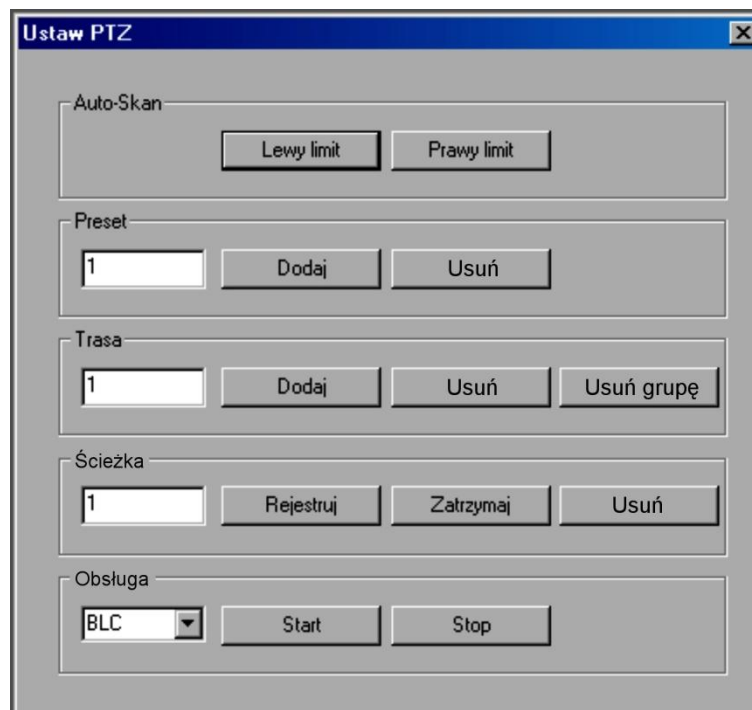 Ustaw PTZ
Auto-Skan
Lewy limit Prawy limit
Preset
1 Dodaj Usuń
Trasa
1 Dodaj Usuń Usuń grupę
Ścieżka
1 Rejestruj Zatrzymaj Usuń
Obsługa
BLC Start Stop